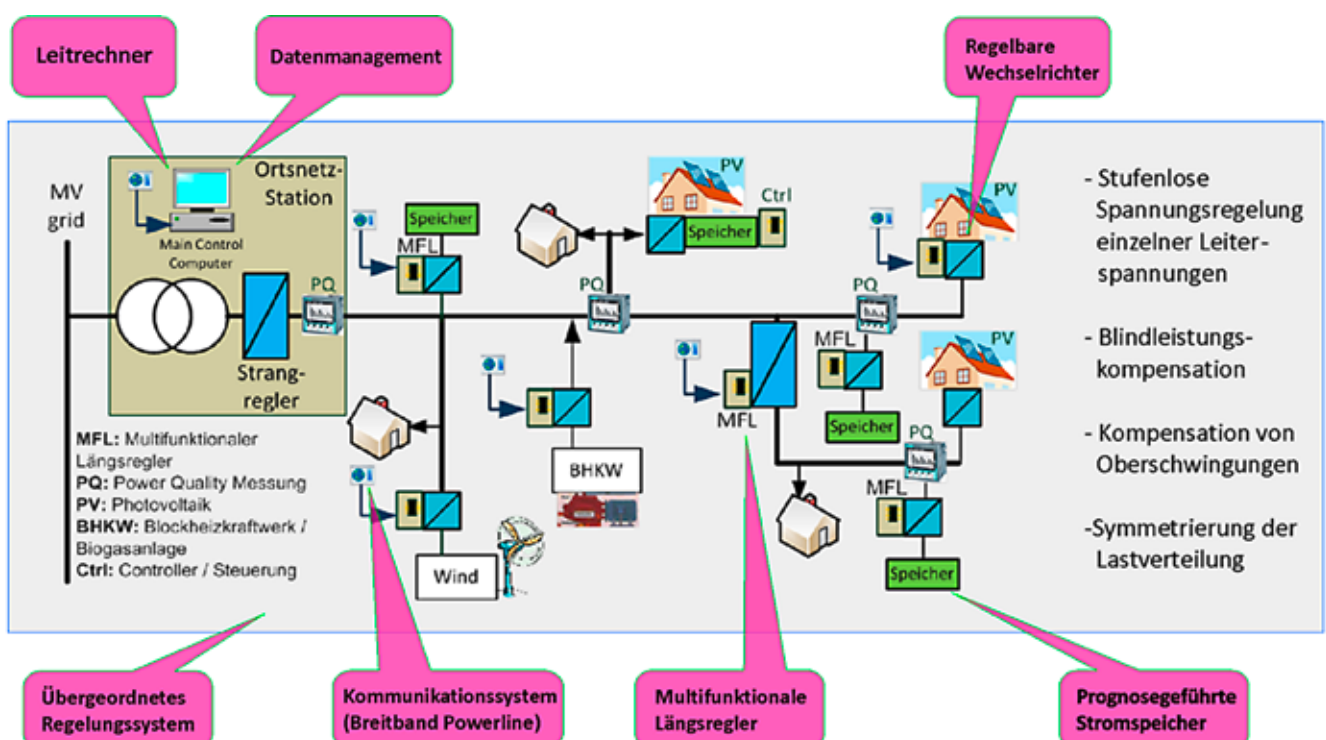 Leitrechner
Datenmanagement
Regelbare
Wechselrichter
MV
grid
Ortsnetz-
Station
Main Control
Computer
PQ
Strang-
regler
Speicher
MFL
PV
Ctrl
Speicher
PQ
PV
PQ
MFL
Speicher
PV
MFL
PQ
MFL
Speicher
BHKW
Wind
MFL: Multifunktionaler
Längsregler
PQ: Power Quality Messung
PV: Photovoltaik
BHKW: Blockheizkraftwerk /
Biogasanlage
Ctrl: Controller / Steuerung
- Stufenlose
Spannungsregelung
einzelner Leiter-
spannungen
- Blindleistungs-
kompensation
- Kompensation von
Oberschwingungen
-Symmetrierung der
Lastverteilung
Übergeordnetes
Regelungssystem
Kommunikationssystem
(Breitband Powerline)
Multifunktionale
Längsregler
Prognosegeführte
Stromspeicher